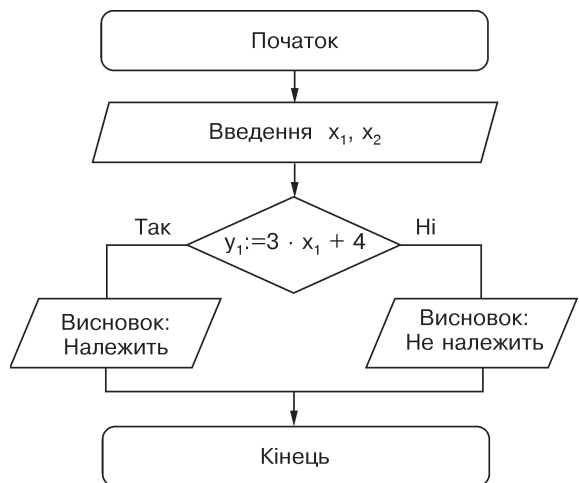 Початок
Введення x₁, x₂
Так
Ні
y₁:=3 · x₁ + 4
Висновок:
Належить
Висновок:
Не належить
Кінець